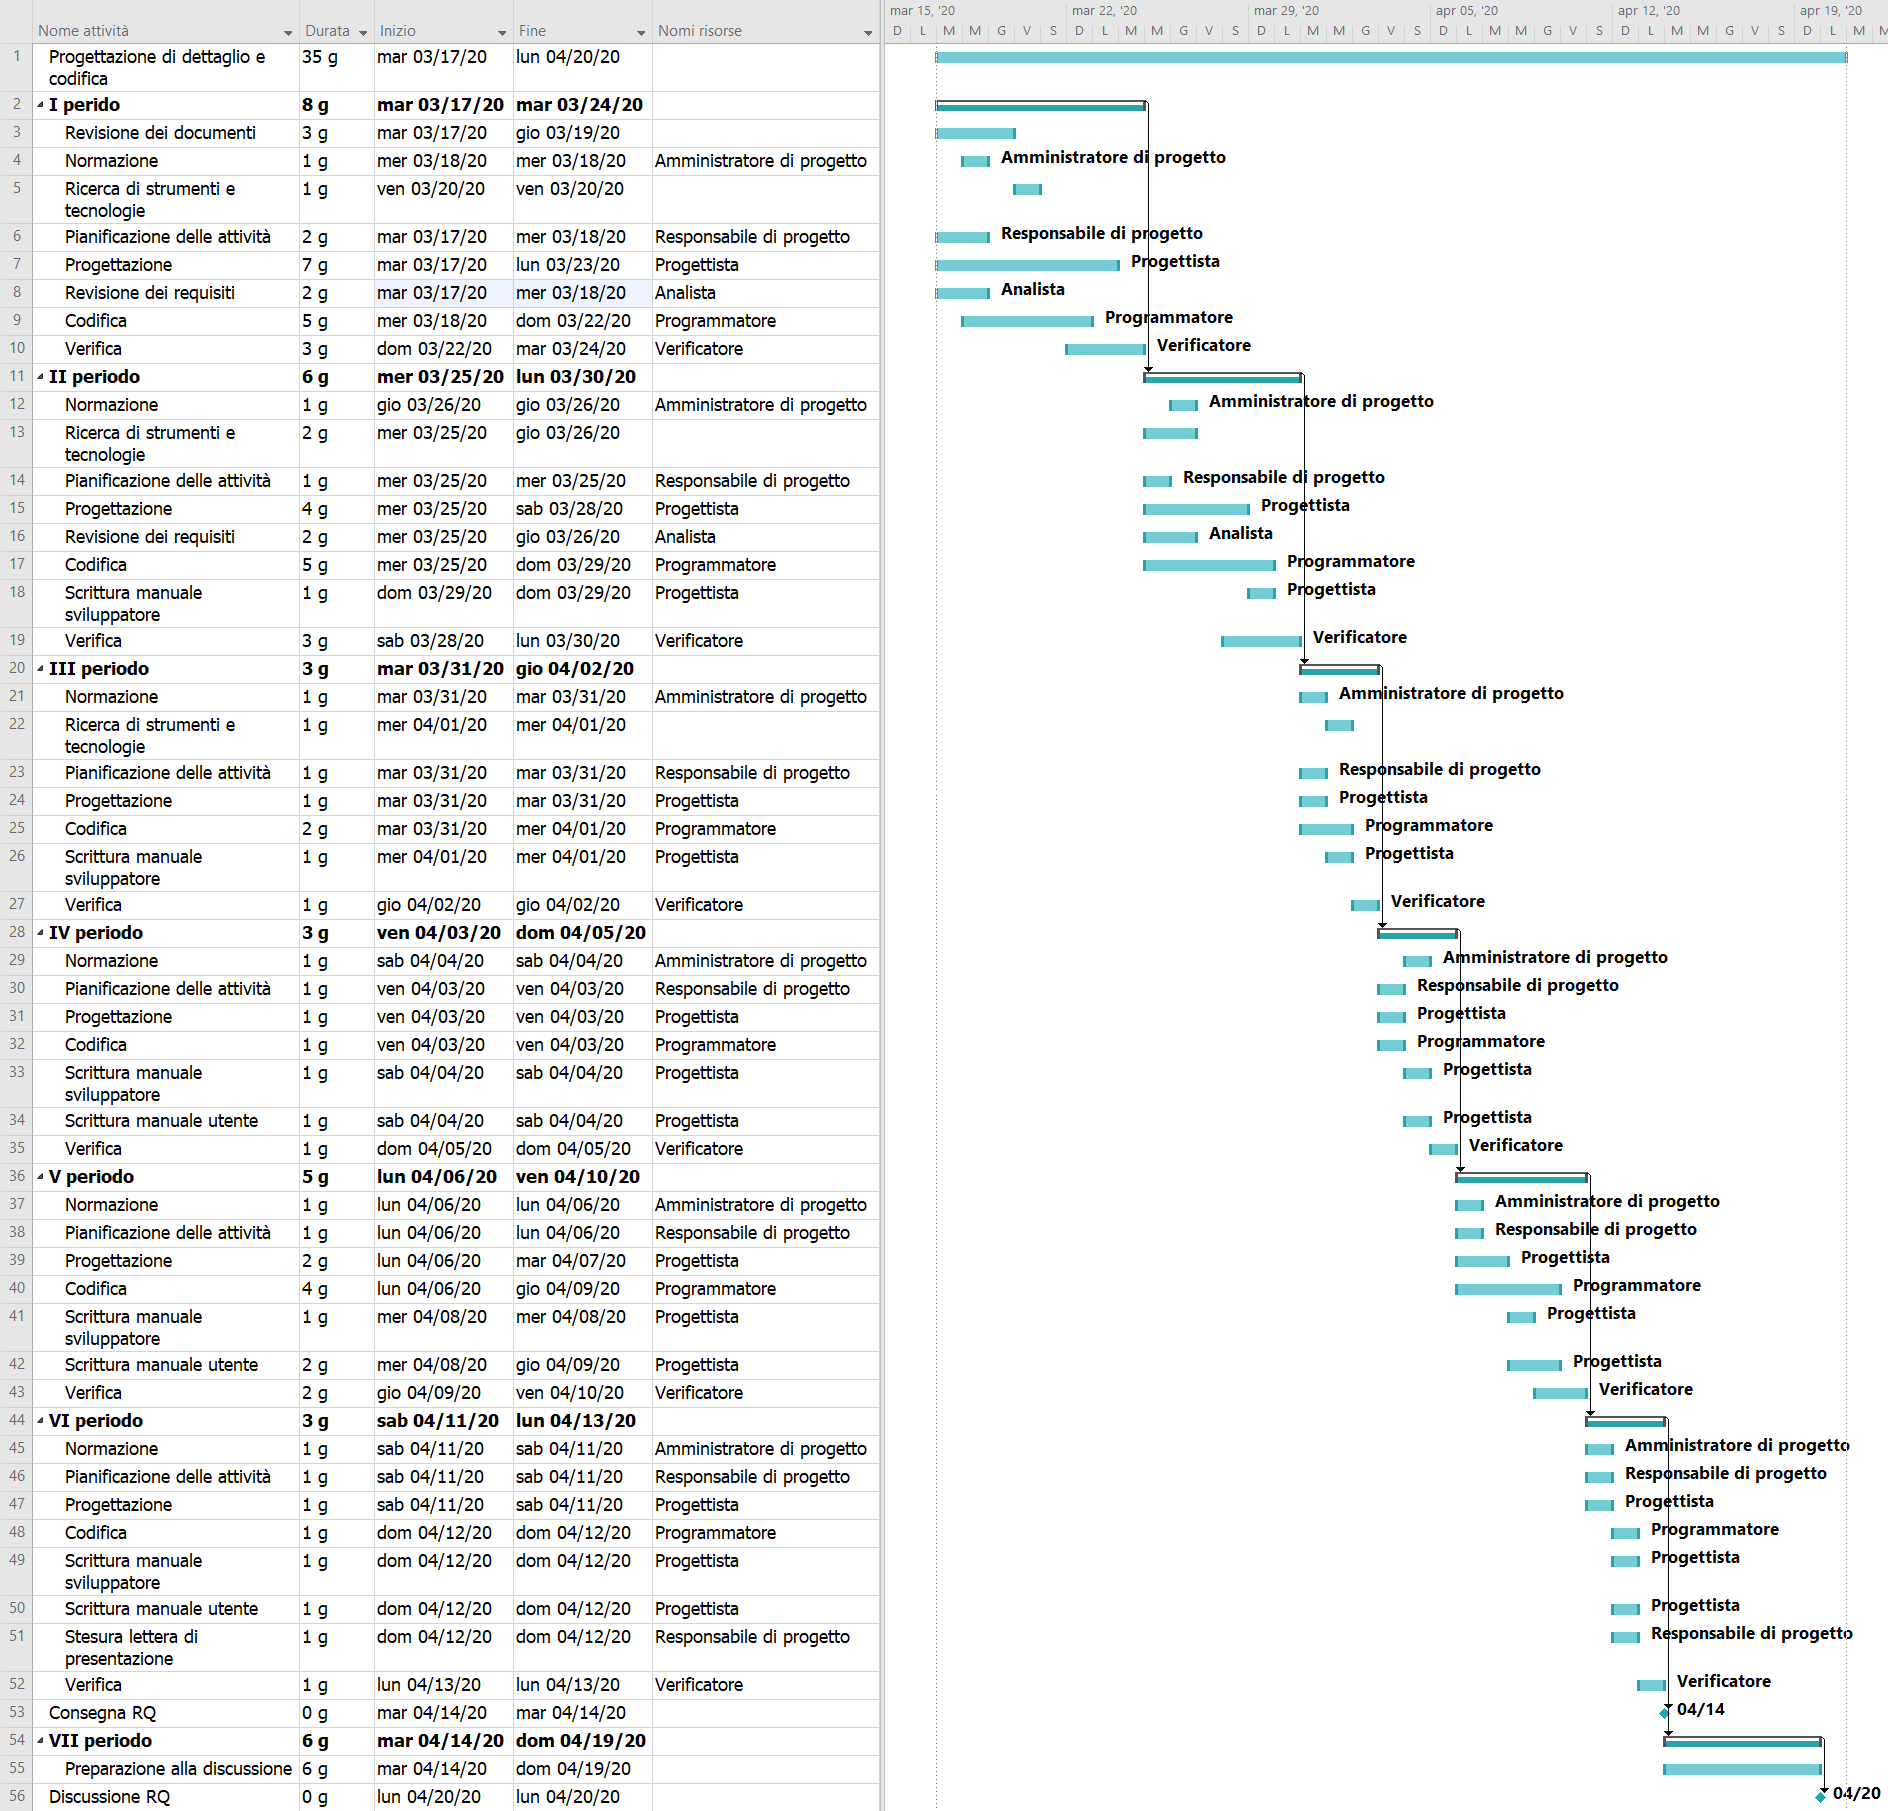 mar 15, '20 mar 22, '20 mar 29, '20 apr 05, '20 apr 12, '20 apr 19, '20
Nome attività Durata Inizio Fine Nomi risorse D L M M G V S D L M M G V S D L M M G V S D L M M G V S D L M M G V S D L M M
1 Progettazione di dettaglio e 35 g mar 03/17/20 lun 04/20/20
codifica
2 I perido 8 g mar 03/17/20 mar 03/24/20
3 Revisione dei documenti 3 g mar 03/17/20 gio 03/19/20
4 Normazione 1 g mer 03/18/20 mer 03/18/20 Amministratore di progetto Amministratore di progetto
5 Ricerca di strumenti e 1 g ven 03/20/20 ven 03/20/20
tecnologie
6 Pianificazione delle attività 2 g mar 03/17/20 mer 03/18/20 Responsabile di progetto Responsabile di progetto
7 Progettazione 7 g mar 03/17/20 lun 03/23/20 Progettista Progettista
8 Revisione dei requisiti 2 g mar 03/17/20 mer 03/18/20 Analista Analista
9 Codifica 5 g mer 03/18/20 dom 03/22/20 Programmatore Programmatore
10 Verifica 3 g dom 03/22/20 mar 03/24/20 Verificatore Verificatore
11 II periodo 6 g mer 03/25/20 lun 03/30/20
12 Normazione 1 g gio 03/26/20 gio 03/26/20 Amministratore di progetto Amministratore di progetto
13 Ricerca di strumenti e 2 g mer 03/25/20 gio 03/26/20
tecnologie
14 Pianificazione delle attività 1 g mer 03/25/20 mer 03/25/20 Responsabile di progetto Responsabile di progetto
15 Progettazione 4 g mer 03/25/20 sab 03/28/20 Progettista Progettista
16 Revisione dei requisiti 2 g mer 03/25/20 gio 03/26/20 Analista Analista
17 Codifica 5 g mer 03/25/20 dom 03/29/20 Programmatore Programmatore
18 Scrittura manuale 1 g dom 03/29/20 dom 03/29/20 Progettista Progettista
sviluppatore
19 Verifica 3 g sab 03/28/20 lun 03/30/20 Verificatore Verificatore
20 III periodo 3 g mar 03/31/20 gio 04/02/20
21 Normazione 1 g mar 03/31/20 mar 03/31/20 Amministratore di progetto Amministratore di progetto
22 Ricerca di strumenti e 1 g mer 04/01/20 mer 04/01/20
tecnologie
23 Pianificazione delle attività 1 g mar 03/31/20 mar 03/31/20 Responsabile di progetto Responsabile di progetto
24 Progettazione 1 g mar 03/31/20 mar 03/31/20 Progettista Progettista
25 Codifica 2 g mar 03/31/20 mer 04/01/20 Programmatore Programmatore
26 Scrittura manuale 1 g mer 04/01/20 mer 04/01/20 Progettista Progettista
sviluppatore
27 Verifica 1 g gio 04/02/20 gio 04/02/20 Verificatore Verificatore
28 IV periodo 3 g ven 04/03/20 dom 04/05/20
29 Normazione 1 g sab 04/04/20 sab 04/04/20 Amministratore di progetto Amministratore di progetto
30 Pianificazione delle attività 1 g ven 04/03/20 ven 04/03/20 Responsabile di progetto Responsabile di progetto
31 Progettazione 1 g ven 04/03/20 ven 04/03/20 Progettista Progettista
32 Codifica 1 g ven 04/03/20 ven 04/03/20 Programmatore Programmatore
33 Scrittura manuale 1 g sab 04/04/20 sab 04/04/20 Progettista Progettista
sviluppatore
34 Scrittura manuale utente 1 g sab 04/04/20 sab 04/04/20 Progettista Progettista
35 Verifica 1 g dom 04/05/20 dom 04/05/20 Verificatore Verificatore
36 V periodo 5 g lun 04/06/20 ven 04/10/20
37 Normazione 1 g lun 04/06/20 lun 04/06/20 Amministratore di progetto Amministratore di progetto
38 Pianificazione delle attività 1 g lun 04/06/20 lun 04/06/20 Responsabile di progetto Responsabile di progetto
39 Progettazione 2 g lun 04/06/20 mar 04/07/20 Progettista Progettista
40 Codifica 4 g lun 04/06/20 gio 04/09/20 Programmatore Programmatore
41 Scrittura manuale 1 g mer 04/08/20 mer 04/08/20 Progettista Progettista
sviluppatore
42 Scrittura manuale utente 2 g mer 04/08/20 gio 04/09/20 Progettista Progettista
43 Verifica 2 g gio 04/09/20 ven 04/10/20 Verificatore Verificatore
44 VI periodo 3 g sab 04/11/20 lun 04/13/20
45 Normazione 1 g sab 04/11/20 sab 04/11/20 Amministratore di progetto Amministratore di progetto
46 Pianificazione delle attività 1 g sab 04/11/20 sab 04/11/20 Responsabile di progetto Responsabile di progetto
47 Progettazione 1 g sab 04/11/20 sab 04/11/20 Progettista Progettista
48 Codifica 1 g dom 04/12/20 dom 04/12/20 Programmatore Programmatore
49 Scrittura manuale 1 g dom 04/12/20 dom 04/12/20 Progettista Progettista
sviluppatore
50 Scrittura manuale utente 1 g dom 04/12/20 dom 04/12/20 Progettista Progettista
51 Stesura lettera di 1 g dom 04/12/20 dom 04/12/20 Responsabile di progetto Responsabile di progetto
presentazione
52 Verifica 1 g lun 04/13/20 lun 04/13/20 Verificatore Verificatore
53 Consegna RQ 0 g mar 04/14/20 mar 04/14/20 04/14
54 VII periodo 6 g mar 04/14/20 dom 04/19/20
55 Preparazione alla discussione 6 g mar 04/14/20 dom 04/19/20
56 Discussione RQ 0 g lun 04/20/20 lun 04/20/20 04/20